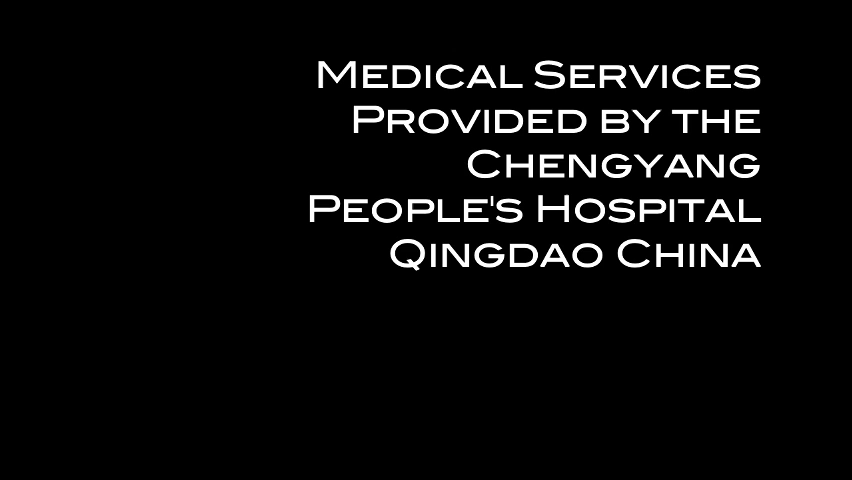 Medical Services
Provided by the
Chengyang
People's Hospital
Qingdao China